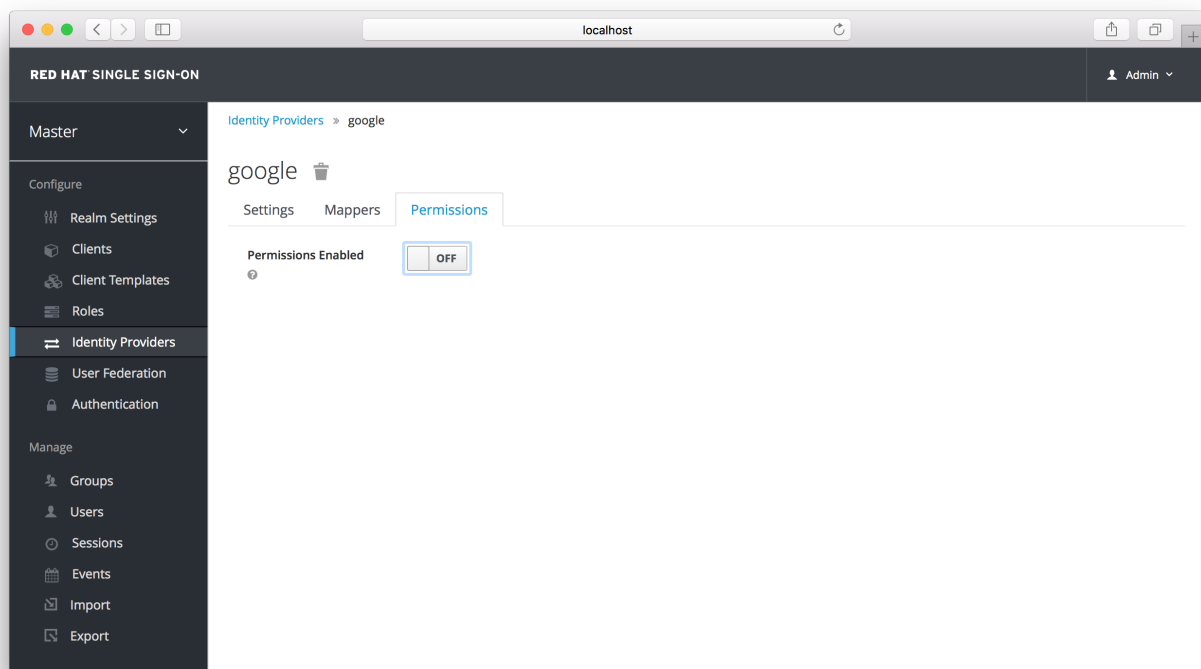 localhost
RED HAT® SINGLE SIGN-ON
Admin
Master
Identity Providers » google
google
Settings Mappers Permissions
Permissions Enabled
OFF
Configure
Realm Settings
Clients
Client Templates
Roles
Identity Providers
User Federation
Authentication
Manage
Groups
Users
Sessions
Events
Import
Export